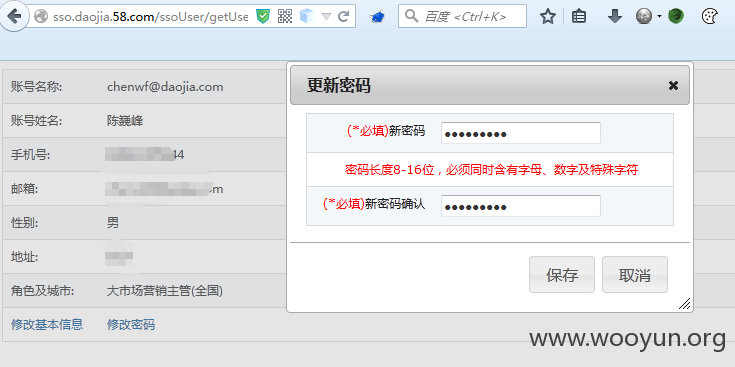 sso.daojia.58.com/ssoUser/getUse
百度 <Ctrl+K>
账号名称: chenwf@daojia.com
账号姓名: 陈巍峰
手机号: 44
邮箱: m
性别: 男
地址:
角色及城市: 大市场营销主管(全国)
修改基本信息 修改密码
更新密码
(*必填)新密码 •••••••••
密码长度8-16位，必须同时含有字母、数字及特殊字符
(*必填)新密码确认 •••••••••
保存 取消
www.wooyun.org